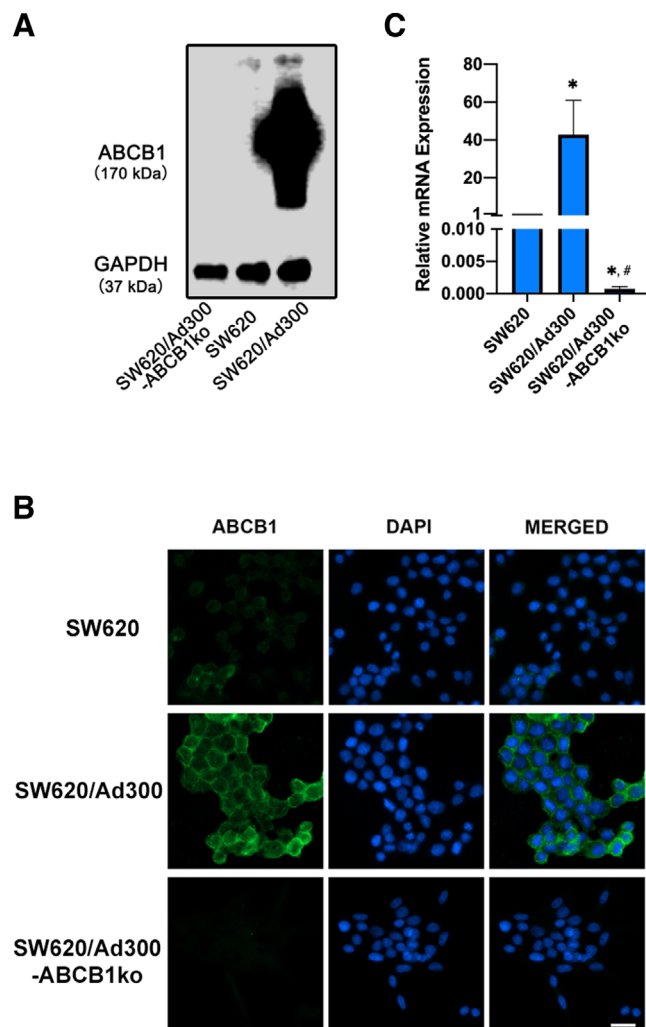 A
ABCB1
(170 kDa)
GAPDH
(37 kDa)
SW620/Ad300
-ABCB1ko
SW620
SW620/Ad300
C
Relative mRNA Expression
80
60
40
20
1
0.010
0.005
0.000
*
*, #
SW620
SW620/Ad300
SW620/Ad300
-ABCB1ko
B
ABCB1 DAPI MERGED
SW620
SW620/Ad300
SW620/Ad300
-ABCB1ko